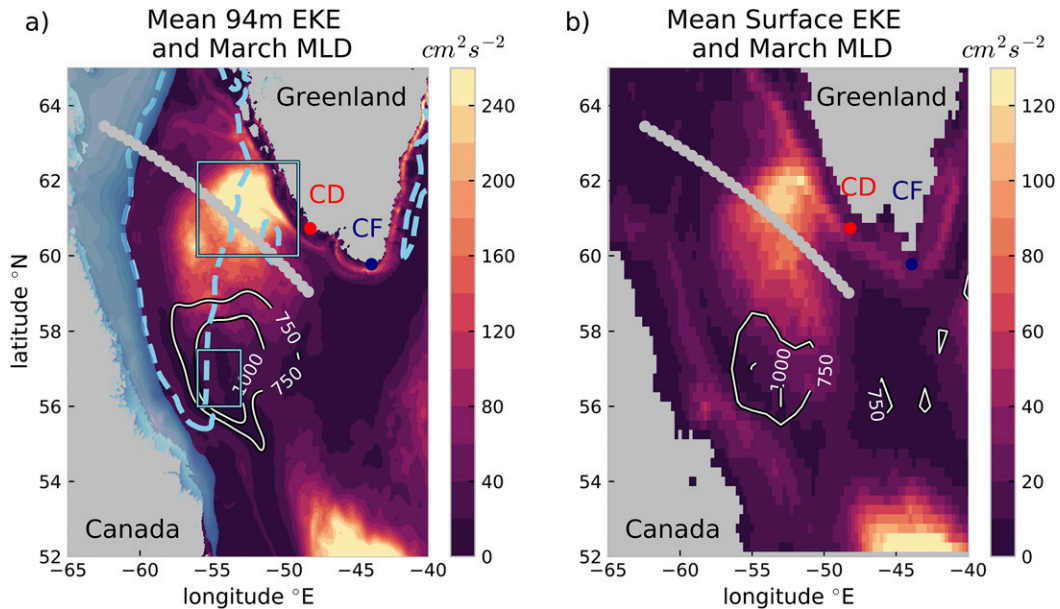 a)
Mean 94m EKE
and March MLD
cm²s⁻²
Greenland
CD
CF
750
1000
750
Canada
64
62
60
58
56
54
52
latitude °N
−65
−60
−55
−50
−45
−40
longitude °E
240
200
160
120
80
40
0
b)
Mean Surface EKE
and March MLD
cm²s⁻²
Greenland
CD
CF
1000
750
750
Canada
64
62
60
58
56
54
52
−65
−60
−55
−50
−45
−40
longitude °E
120
100
80
60
40
20
0